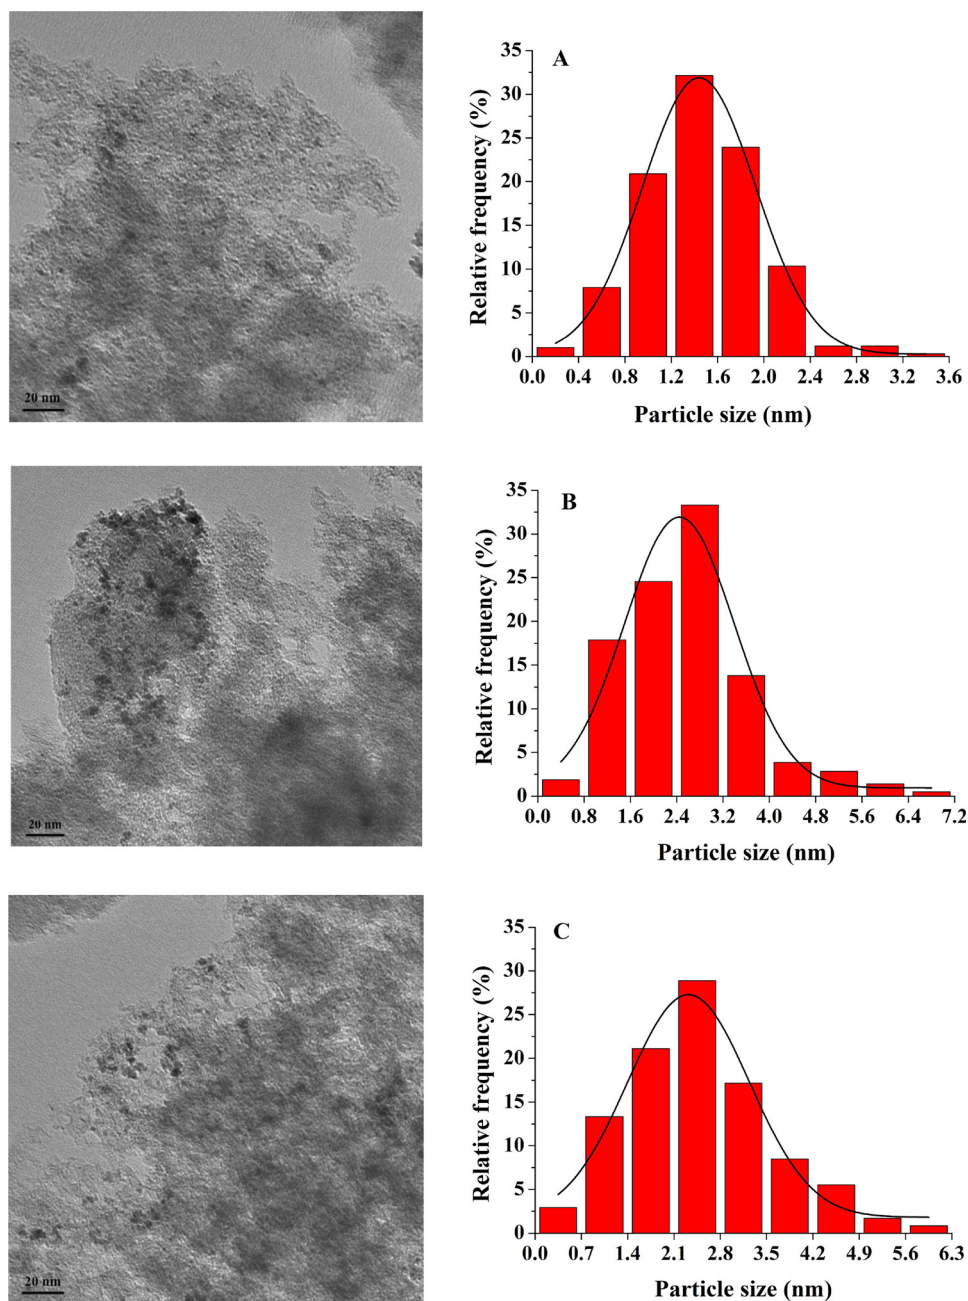 20 nm
A
Relative frequency (%)
35
30
25
20
15
10
5
0
0.0 0.4 0.8 1.2 1.6 2.0 2.4 2.8 3.2 3.6
Particle size (nm)
20 nm
B
Relative frequency (%)
35
30
25
20
15
10
5
0
0.0 0.8 1.6 2.4 3.2 4.0 4.8 5.6 6.4 7.2
Particle size (nm)
20 nm
C
Relative frequency (%)
35
30
25
20
15
10
5
0
0.0 0.7 1.4 2.1 2.8 3.5 4.2 4.9 5.6 6.3
Particle size (nm)